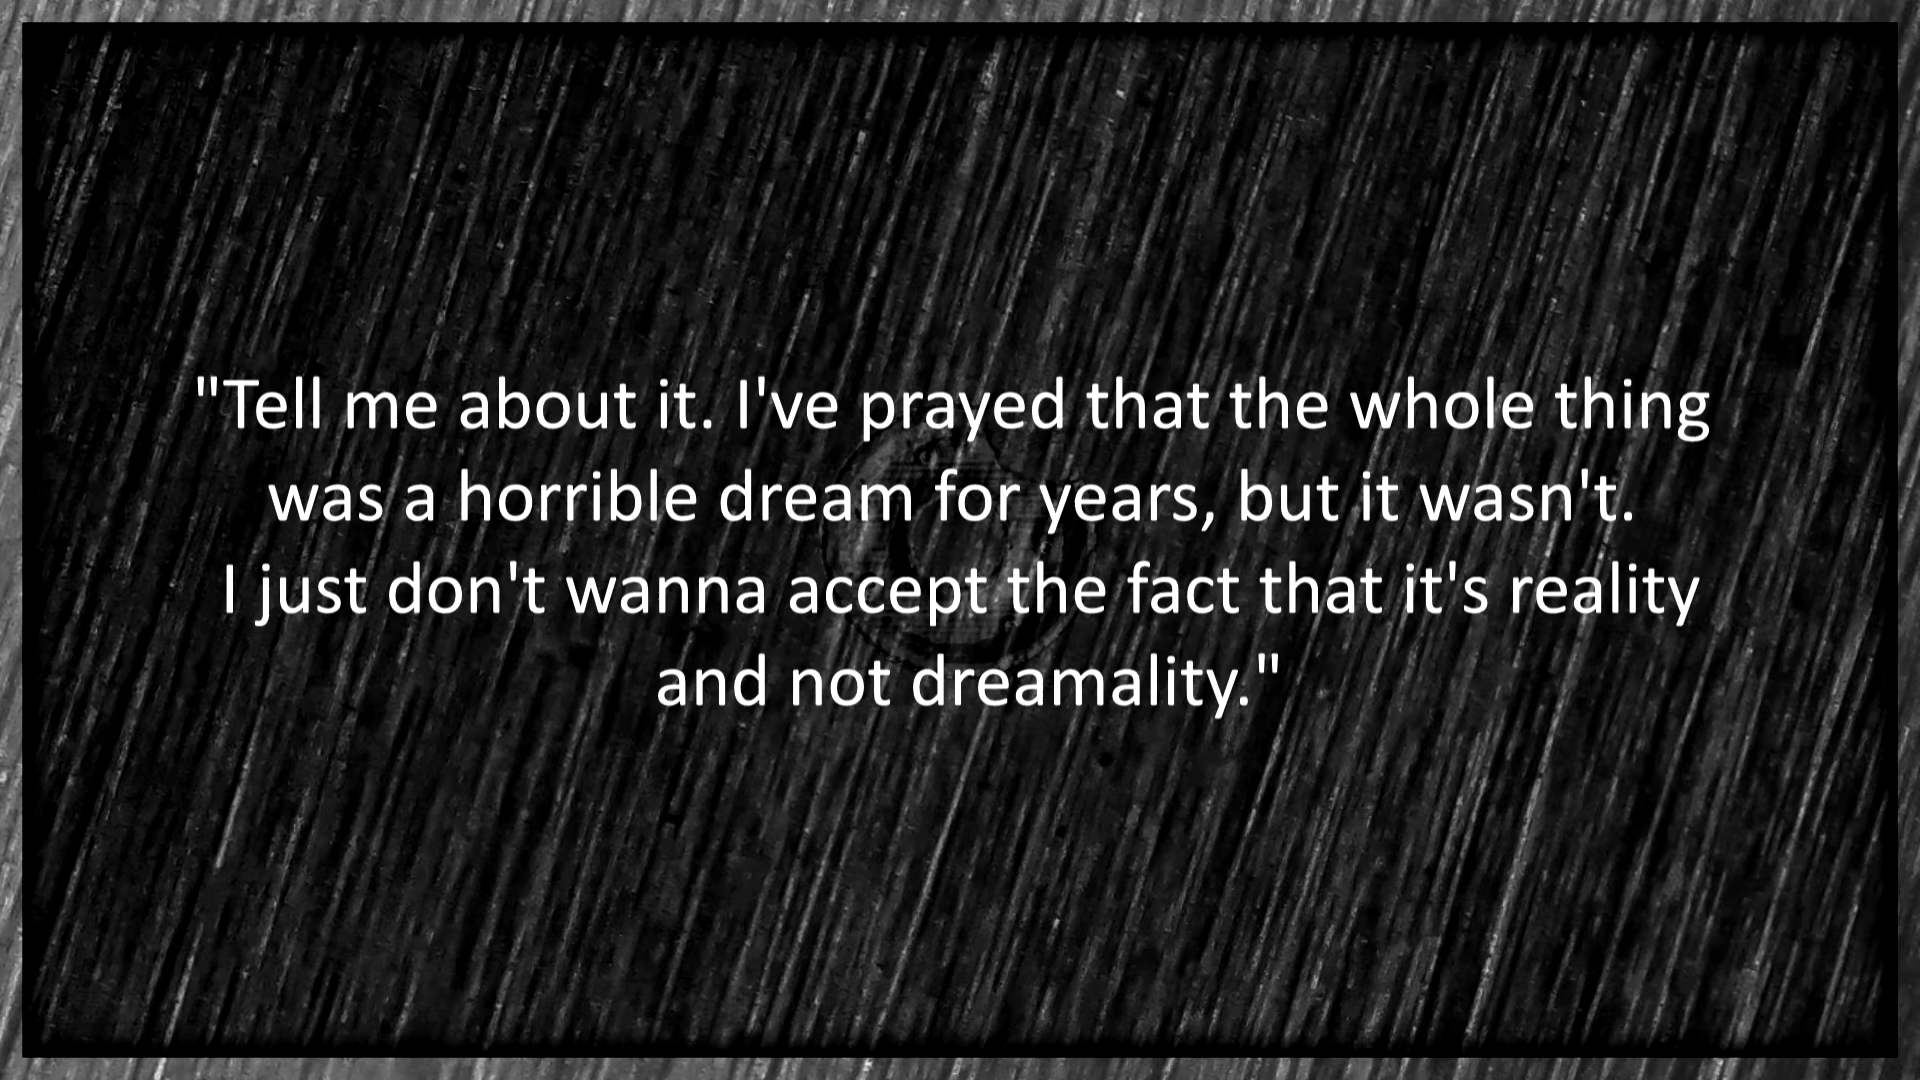 "Tell me about it. I've prayed that the whole thing
was a horrible dream for years, but it wasn't.
I just don't wanna accept the fact that it's reality
and not dreamality."